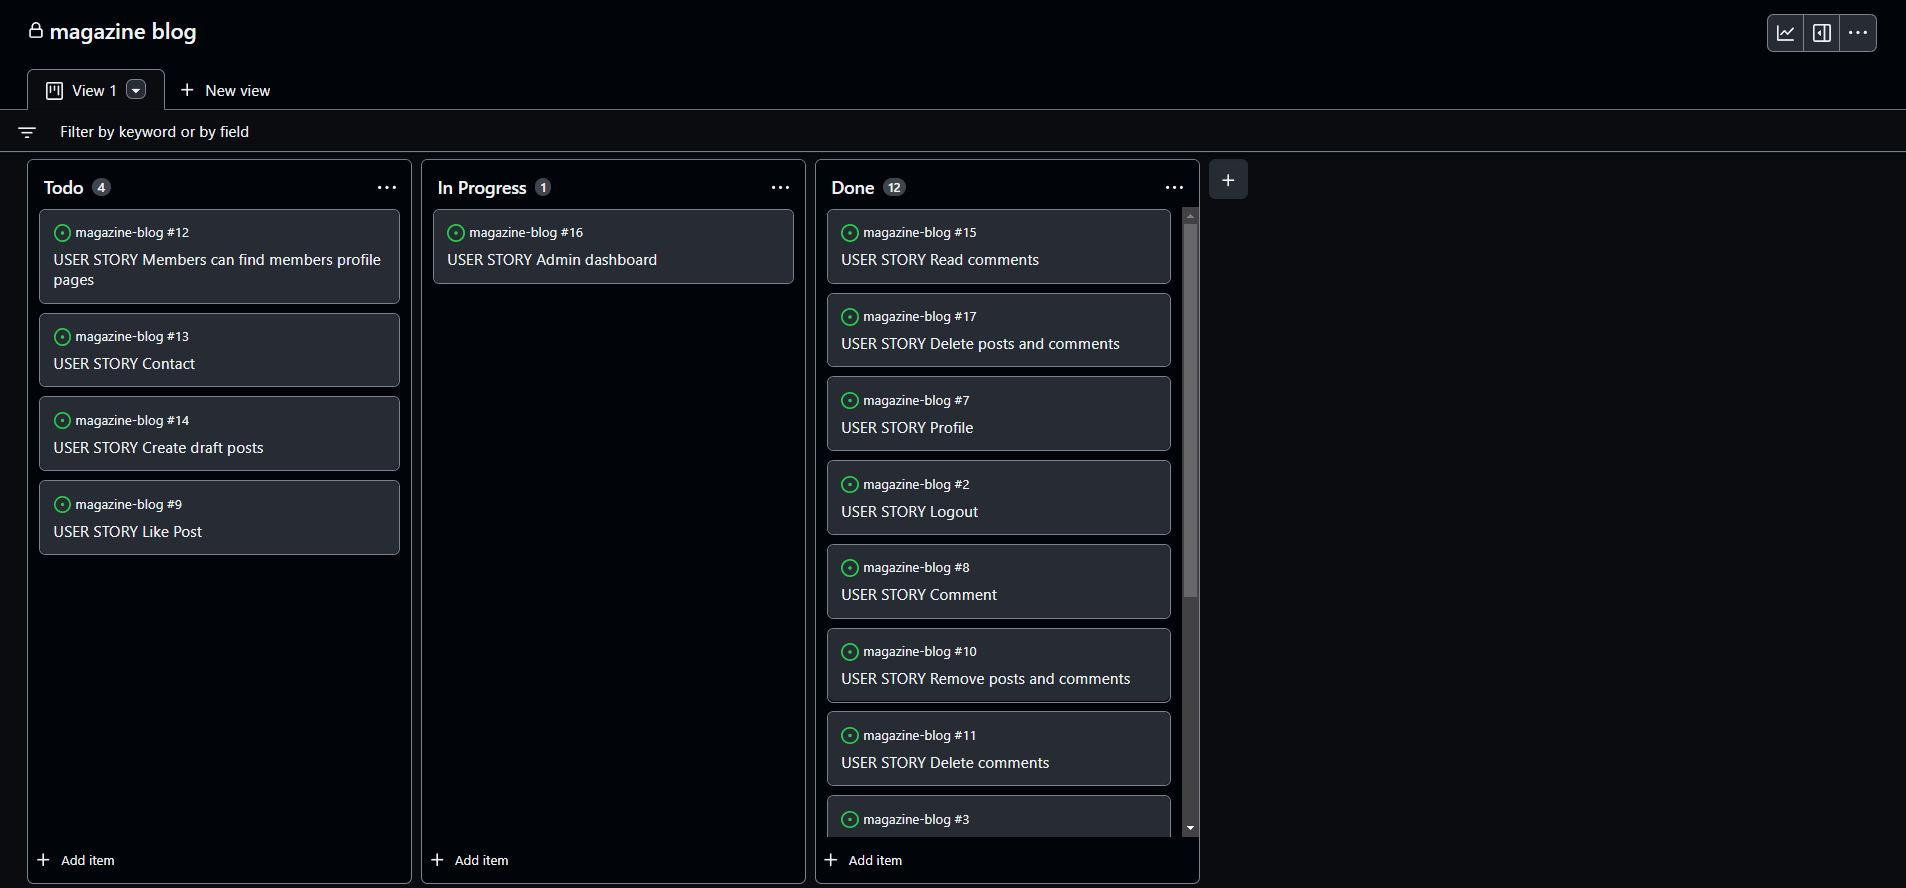 magazine blog
View 1
New view
Filter by keyword or by field
Todo 4
magazine-blog #12
USER STORY Members can find members profile
pages
magazine-blog #13
USER STORY Contact
magazine-blog #14
USER STORY Create draft posts
magazine-blog #9
USER STORY Like Post
Add item
In Progress 1
magazine-blog #16
USER STORY Admin dashboard
Add item
Done 12
magazine-blog #15
USER STORY Read comments
magazine-blog #17
USER STORY Delete posts and comments
magazine-blog #7
USER STORY Profile
magazine-blog #2
USER STORY Logout
magazine-blog #8
USER STORY Comment
magazine-blog #10
USER STORY Remove posts and comments
magazine-blog #11
USER STORY Delete comments
magazine-blog #3
Add item